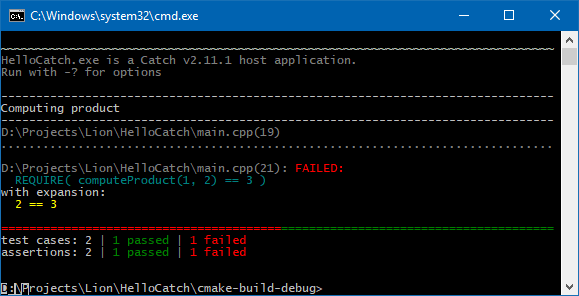 C:\Windows\system32\cmd.exe
~~~~~~~~~~~~~~~~~~~~~~~~~~~~~~~~~~~~~~~~~~~~~~~~~~~~~~~~~~~~~~~~~~~~~~~~~~~~~~~
HelloCatch.exe is a Catch v2.11.1 host application.
Run with -? for options
-------------------------------------------------------------------------------
Computing product
-------------------------------------------------------------------------------
D:\Projects\Lion\HelloCatch\main.cpp(19)
...............................................................................
D:\Projects\Lion\HelloCatch\main.cpp(21): FAILED:
REQUIRE( computeProduct(1, 2) == 3 )
with expansion:
2 == 3
===============================================================================
test cases: 2 | 1 passed | 1 failed
assertions: 2 | 1 passed | 1 failed
D:\Projects\Lion\HelloCatch\cmake-build-debug>